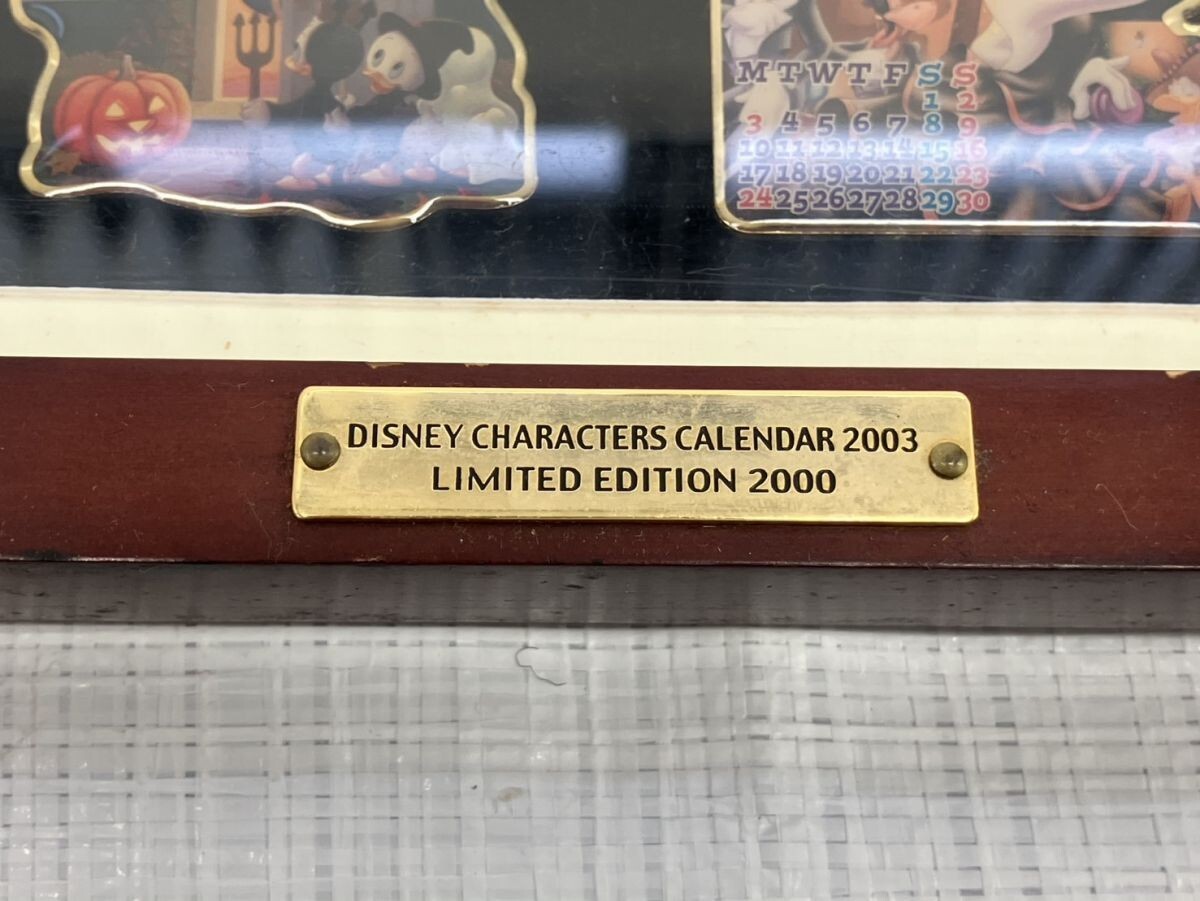 M T W T F S S
1 2
3 4 5 6 7 8 9
10 11 12 13 14 15 16
17 18 19 20 21 22 23
24 25 26 27 28 29 30
DISNEY CHARACTERS CALENDAR 2003
LIMITED EDITION 2000